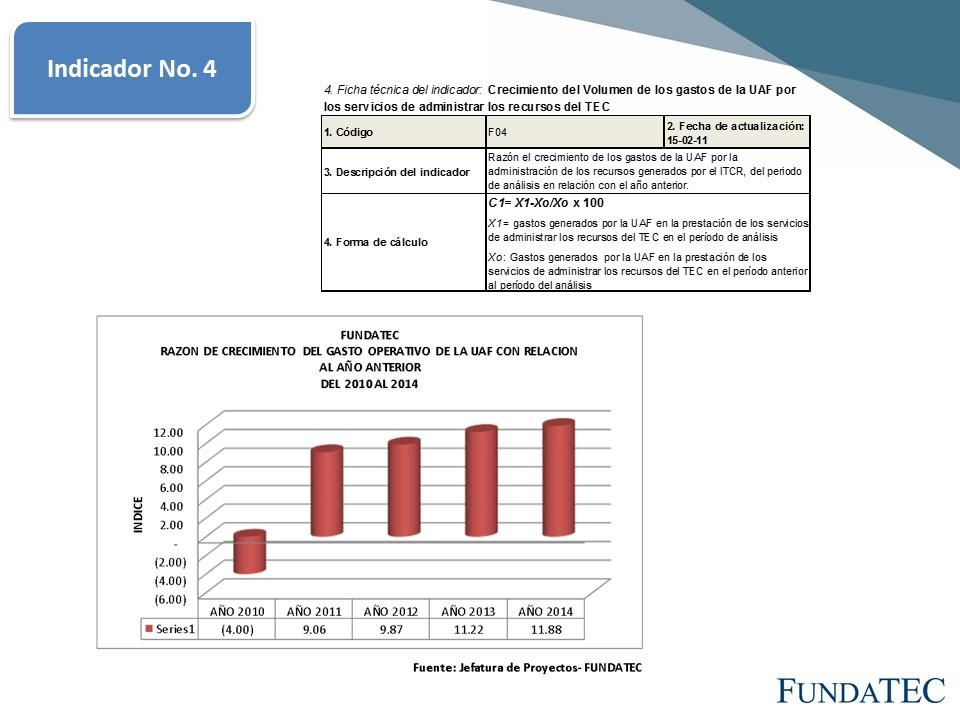 Indicador No. 4
4. Ficha técnica del indicador: Crecimiento del Volumen de los gastos de la UAF por
los servicios de administrar los recursos del TEC
1. Código
F04
2. Fecha de actualización:
15-02-11
3. Descripción del indicador
Razón el crecimiento de los gastos de la UAF por la
administración de los recursos generados por el ITCR, del periodo
de análisis en relación con el año anterior.
4. Forma de cálculo
C1= X1-Xo/Xo x 100
X1= gastos generados por la UAF en la prestación de los servicios
de administrar los recursos del TEC en el período de análisis
Xo: Gastos generados por la UAF en la prestación de los
servicios de administrar los recursos del TEC en el período anterior
al período del análisis
FUNDATEC
RAZON DE CRECIMIENTO DEL GASTO OPERATIVO DE LA UAF CON RELACION
AL AÑO ANTERIOR
DEL 2010 AL 2014
INDICE
12.00
10.00
8.00
6.00
4.00
2.00
-
(2.00)
(4.00)
(6.00)
AÑO 2010 AÑO 2011 AÑO 2012 AÑO 2013 AÑO 2014
Series1 (4.00) 9.06 9.87 11.22 11.88
Fuente: Jefatura de Proyectos- FUNDATEC
FUNDATEC